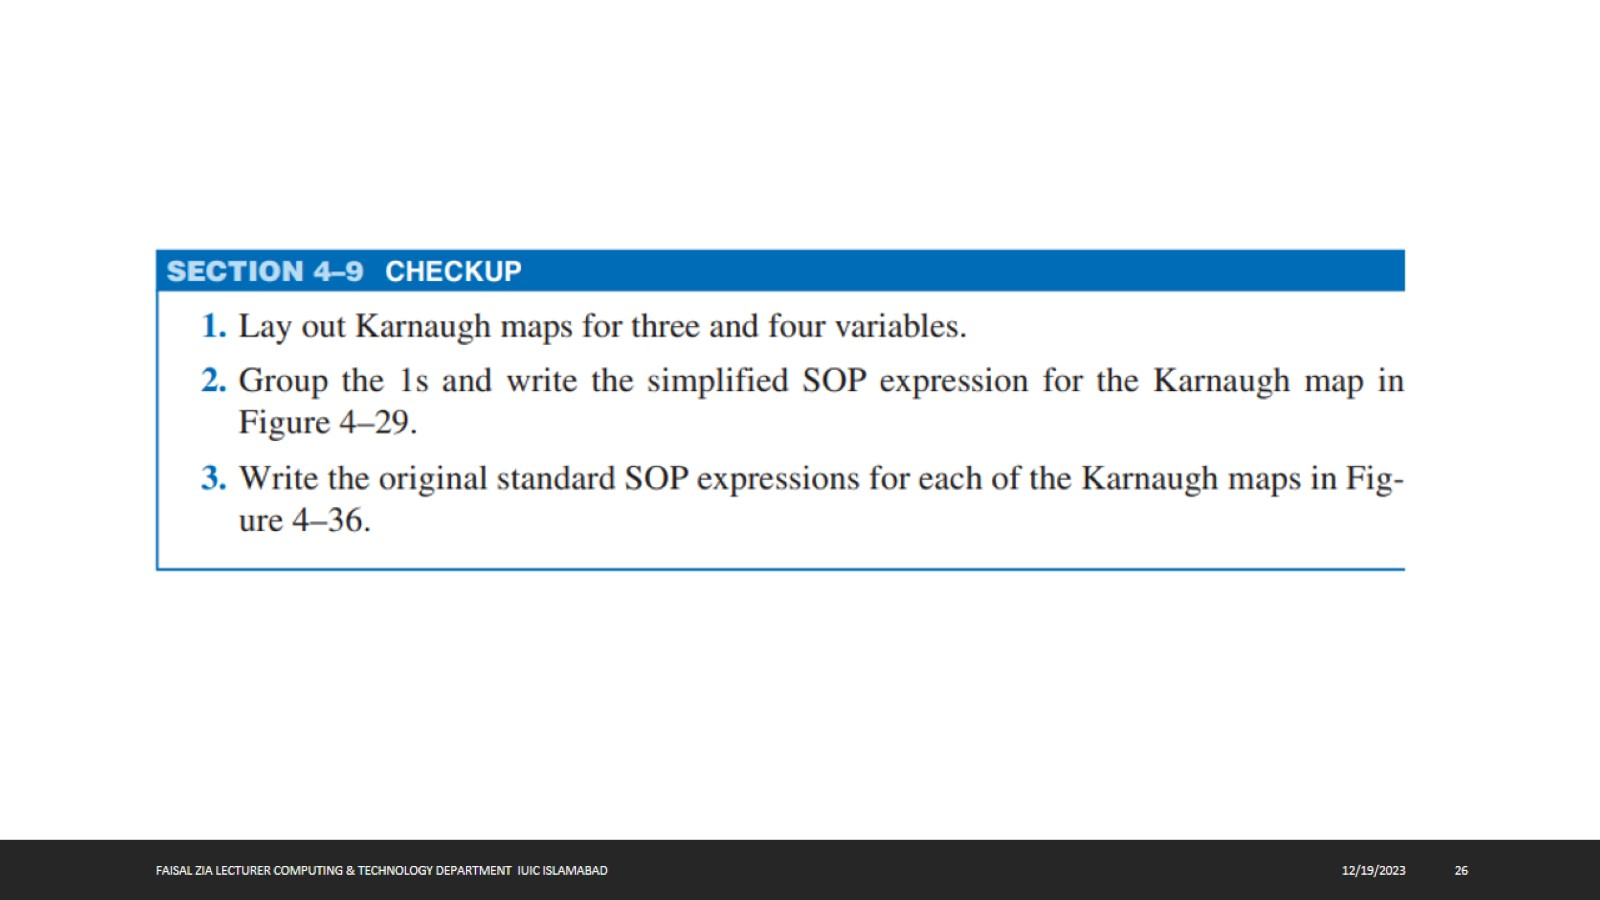 SECTION 4–9 CHECKUP
1. Lay out Karnaugh maps for three and four variables.
2. Group the 1s and write the simplified SOP expression for the Karnaugh map in
Figure 4–29.
3. Write the original standard SOP expressions for each of the Karnaugh maps in Fig-
ure 4–36.
FAISAL ZIA LECTURER COMPUTING & TECHNOLOGY DEPARTMENT IUIC ISLAMABAD
12/19/2023
26